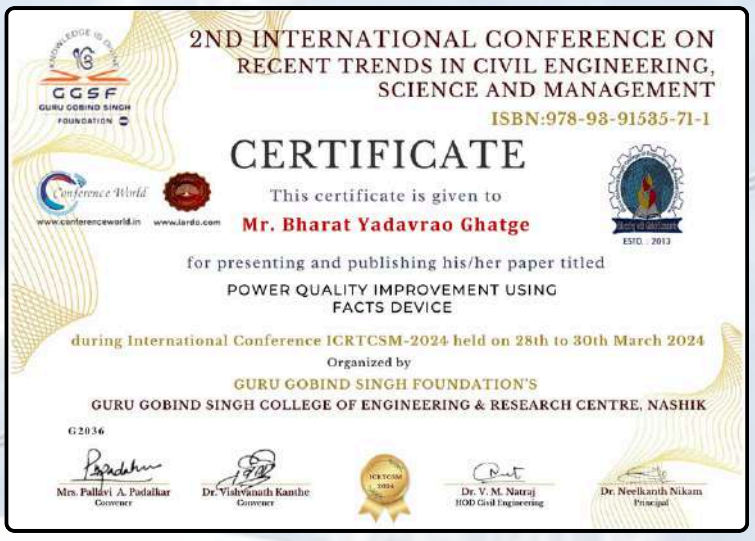 KNOWLEDGE IS DIVINE
GGSF
GURU GOBIND SINGH
FOUNDATION
2ND INTERNATIONAL CONFERENCE ON
RECENT TRENDS IN CIVIL ENGINEERING,
SCIENCE AND MANAGEMENT
ISBN:978-93-91535-71-1
CERTIFICATE
Conference World
www.conferenceworld.in
www.iardo.com
ESTD. : 2013
This certificate is given to
Mr. Bharat Yadavrao Ghatge
for presenting and publishing his/her paper titled
POWER QUALITY IMPROVEMENT USING
FACTS DEVICE
during International Conference ICRTCSM-2024 held on 28th to 30th March 2024
Organized by
GURU GOBIND SINGH FOUNDATION'S
GURU GOBIND SINGH COLLEGE OF ENGINEERING & RESEARCH CENTRE, NASHIK
G2036
Mrs. Pallavi A. Padalkar
Convener
Dr. Vishvanath Kanthe
Convener
ICRTCSM
2024
Dr. V. M. Natraj
HOD Civil Engineering
Dr. Neelkanth Nikam
Principal